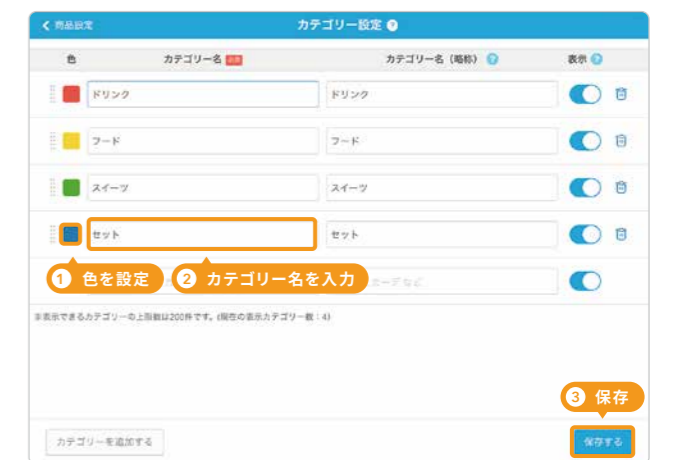 商品設定
カテゴリー設定 ?
色 カテゴリー名 必須 カテゴリー名（略称） ? 表示 ?
ドリンク ドリンク
フード フード
スイーツ スイーツ
セット セット
1 色を設定 2 カテゴリー名を入力
など
※表示できるカテゴリーの上限数は200件です。(現在の表示カテゴリー数：4)
3 保存
カテゴリーを追加する 保存する